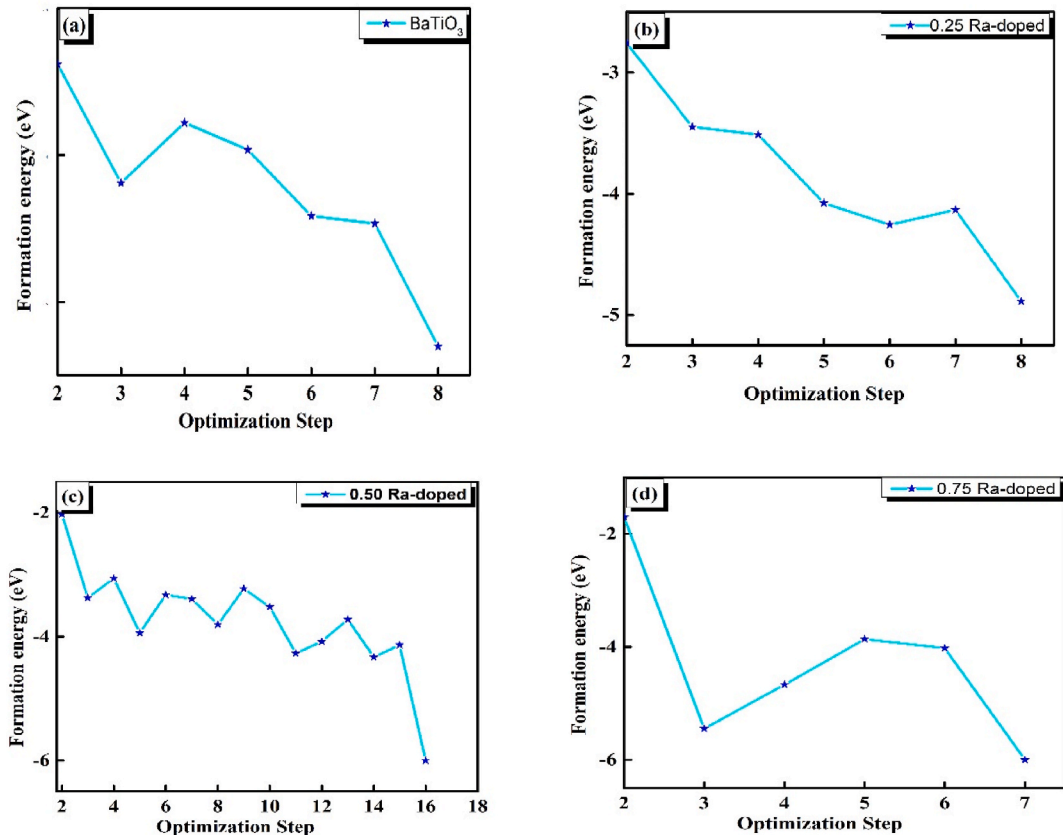 (a)
BaTiO₃
Formation energy (eV)
2 3 4 5 6 7 8
Optimization Step
(b)
0.25 Ra-doped
Formation energy (eV)
-3
-4
-5
2 3 4 5 6 7 8
Optimization Step
(c)
0.50 Ra-doped
Formation energy (eV)
-2
-4
-6
2 4 6 8 10 12 14 16 18
Optimization Step
(d)
0.75 Ra-doped
Formation energy (eV)
-2
-4
-6
2 3 4 5 6 7
Optimization Step